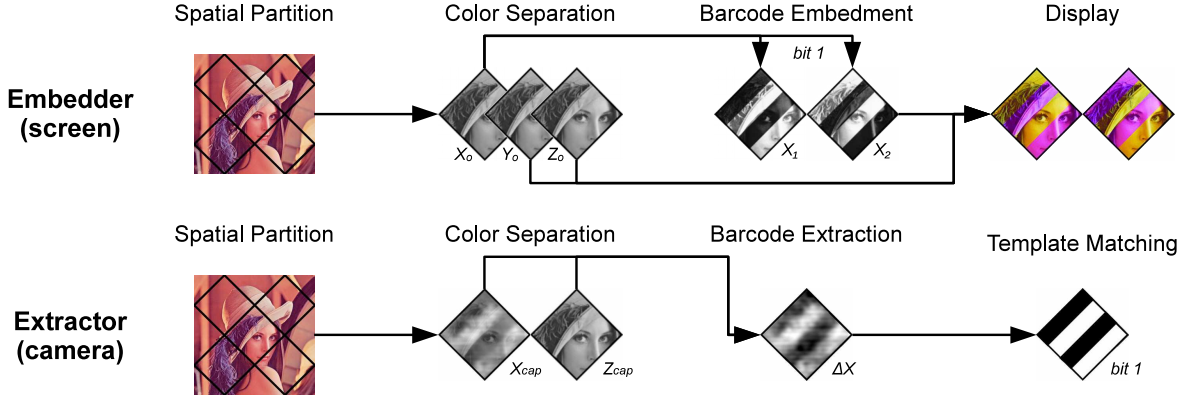 Spatial Partition
Color Separation
Barcode Embedment
Display
Embedder
(screen)
bit 1
Xo
Yo
Zo
X1
X2
Spatial Partition
Color Separation
Barcode Extraction
Template Matching
Extractor
(camera)
Xcap
Zcap
ΔX
bit 1